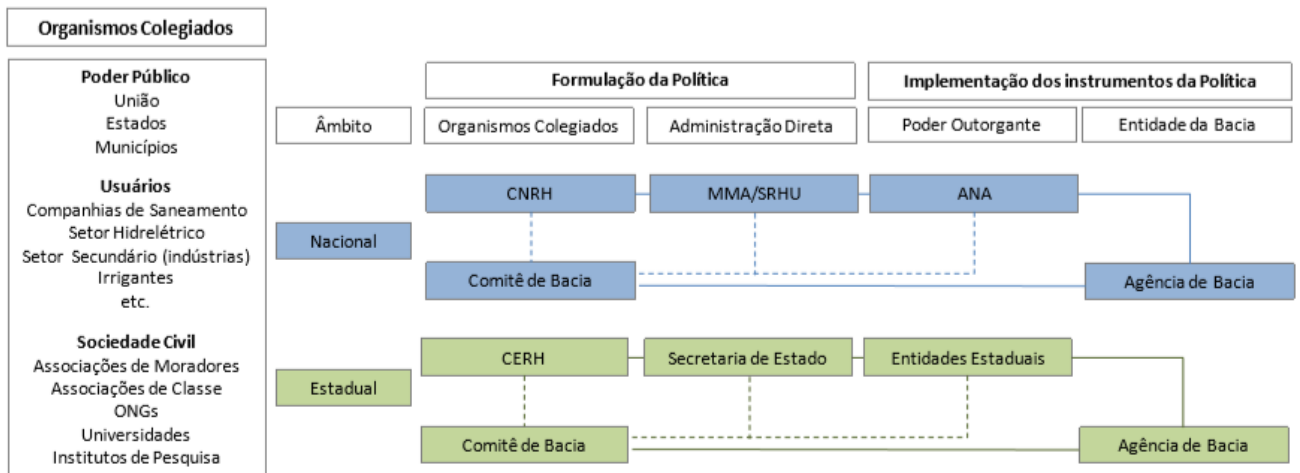 Organismos Colegiados
Poder Público
União
Estados
Municípios
Usuários
Companhias de Saneamento
Setor Hidrelétrico
Setor Secundário (indústrias)
Irrigantes
etc.
Sociedade Civil
Associações de Moradores
Associações de Classe
ONGs
Universidades
Institutos de Pesquisa
Formulação da Política
Implementação dos instrumentos da Política
Âmbito
Organismos Colegiados
Administração Direta
Poder Outorgante
Entidade da Bacia
Nacional
CNRH
MMA/SRHU
ANA
Comitê de Bacia
Agência de Bacia
Estadual
CERH
Secretaria de Estado
Entidades Estaduais
Comitê de Bacia
Agência de Bacia